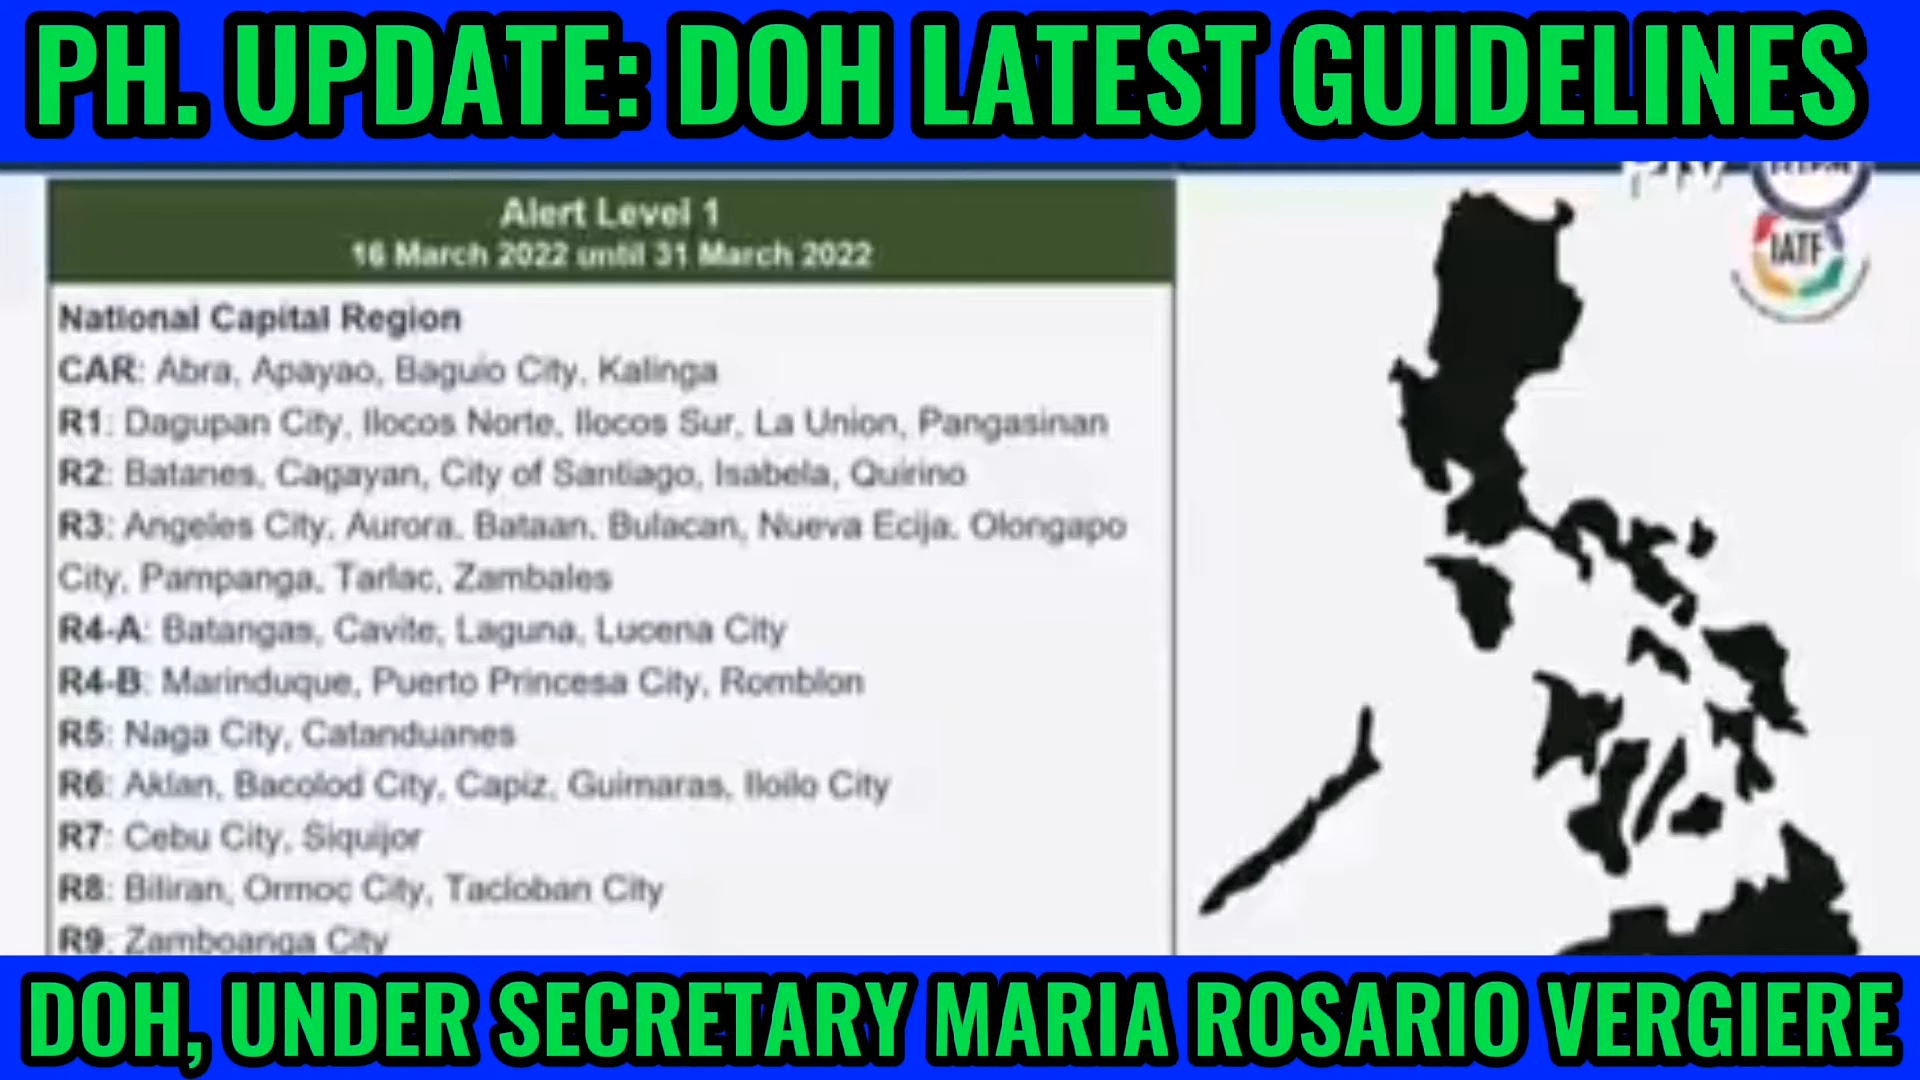 PH. UPDATE: DOH LATEST GUIDELINES
Alert Level 1
16 March 2022 until 31 March 2022
National Capital Region
CAR: Abra, Apayao, Baguio City, Kalinga
R1: Dagupan City, Ilocos Norte, Ilocos Sur, La Union, Pangasinan
R2: Batanes, Cagayan, City of Santiago, Isabela, Quirino
R3: Angeles City, Aurora, Bataan, Bulacan, Nueva Ecija, Olongapo
City, Pampanga, Tarlac, Zambales
R4-A: Batangas, Cavite, Laguna, Lucena City
R4-B: Marinduque, Puerto Princesa City, Romblon
R5: Naga City, Catanduanes
R6: Aklan, Bacolod City, Capiz, Guimaras, Iloilo City
R7: Cebu City, Siquijor
R8: Biliran, Ormoc City, Tacloban City
R9: Zamboanga City
IATF
DOH, UNDER SECRETARY MARIA ROSARIO VERGIERE